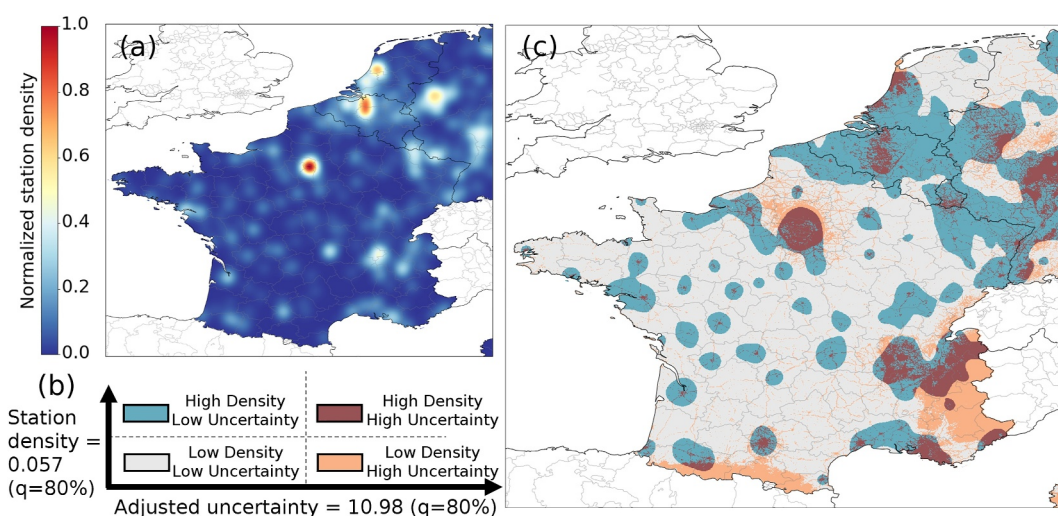 (a)
1.0
0.8
0.6
0.4
0.2
0.0
Normalized station density
(b)
Station
density =
0.057
(q=80%)
High Density
Low Uncertainty
High Density
High Uncertainty
Low Density
Low Uncertainty
Low Density
High Uncertainty
Adjusted uncertainty = 10.98 (q=80%)
(c)